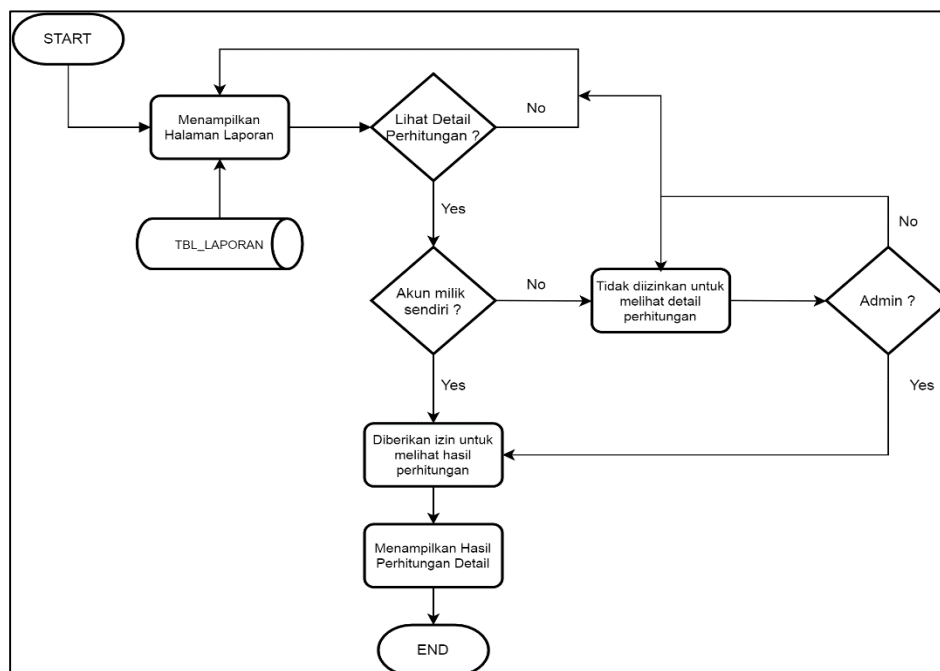 START
Menampilkan
Halaman Laporan
Lihat Detail
Perhitungan ?
No
Yes
No
TBL_LAPORAN
Akun milik
sendiri ?
No
Tidak diizinkan untuk
melihat detail
perhitungan
Admin ?
Yes
Yes
Diberikan izin untuk
melihat hasil
perhitungan
Menampilkan Hasil
Perhitungan Detail
END